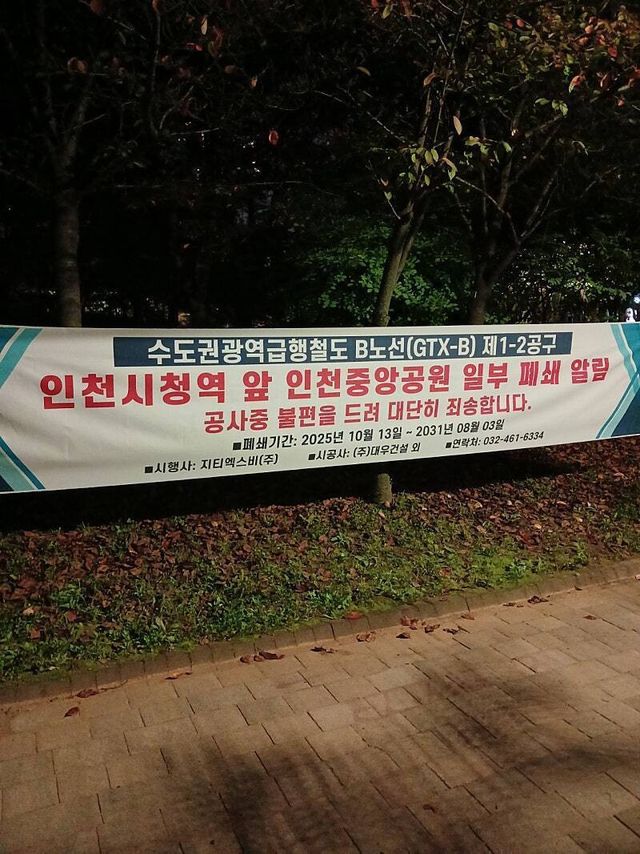 수도권광역급행철도 B노선(GTX-B) 제1-2공구
인천시청역 앞 인천중앙공원 일부 폐쇄 알림
공사중 불편을 드려 대단히 죄송합니다.
■폐쇄기간: 2025년 10월 13일 ~ 2031년 08월 03일
■시행사: 지티엑스비(주) ■시공사: (주)대우건설 외 ■연락처: 032-461-6334